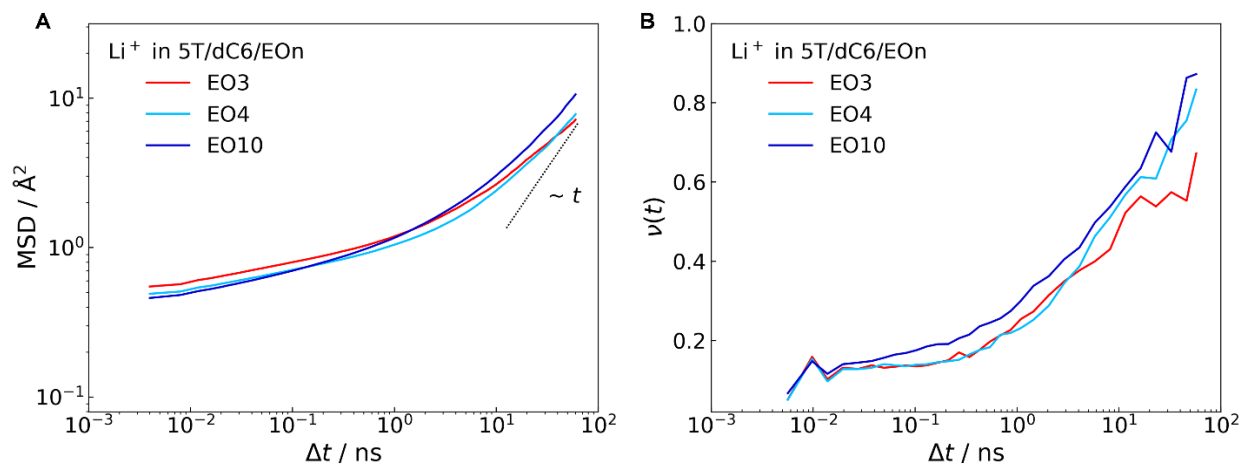 A
Li⁺ in 5T/dC6/EOn
EO3
EO4
EO10
~ t
MSD / Å²
10¹
10⁰
10⁻¹
10⁻³ 10⁻² 10⁻¹ 10⁰ 10¹ 10²
Δt / ns
B
Li⁺ in 5T/dC6/EOn
EO3
EO4
EO10
ν(t)
1.0
0.8
0.6
0.4
0.2
10⁻³ 10⁻² 10⁻¹ 10⁰ 10¹ 10²
Δt / ns